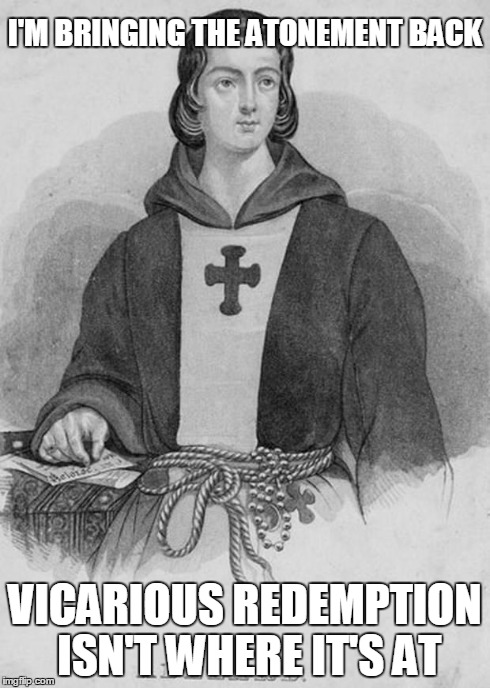 I'M BRINGING THE ATONEMENT BACK
VICARIOUS REDEMPTION
ISN'T WHERE IT'S AT
imgflip.com